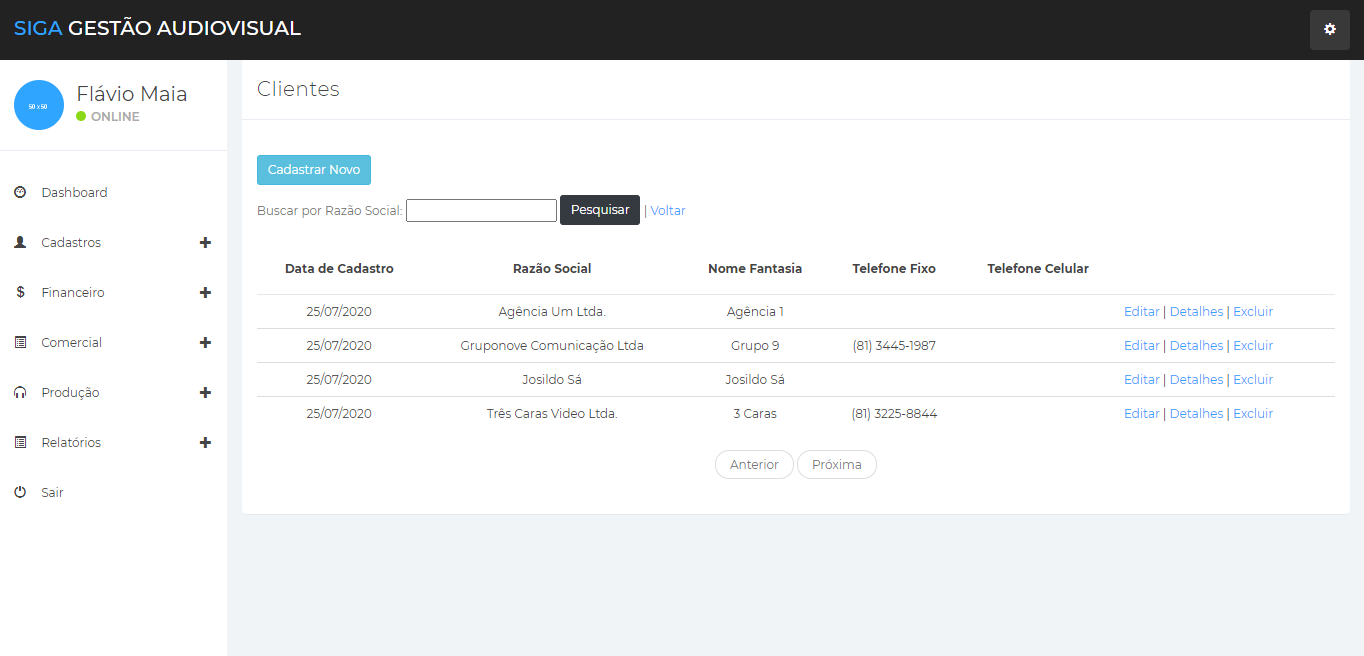 SIGA GESTÃO AUDIOVISUAL
Flávio Maia
50 x 50
ONLINE
Dashboard
Cadastros
Financeiro
Comercial
Produção
Relatórios
Sair
Clientes
Cadastrar Novo
Buscar por Razão Social: Pesquisar | Voltar
Data de Cadastro Razão Social Nome Fantasia Telefone Fixo Telefone Celular
25/07/2020 Agência Um Ltda. Agência 1 Editar | Detalhes | Excluir
25/07/2020 Gruponove Comunicação Ltda Grupo 9 (81) 3445-1987 Editar | Detalhes | Excluir
25/07/2020 Josildo Sá Josildo Sá Editar | Detalhes | Excluir
25/07/2020 Três Caras Video Ltda. 3 Caras (81) 3225-8844 Editar | Detalhes | Excluir
Anterior Próxima